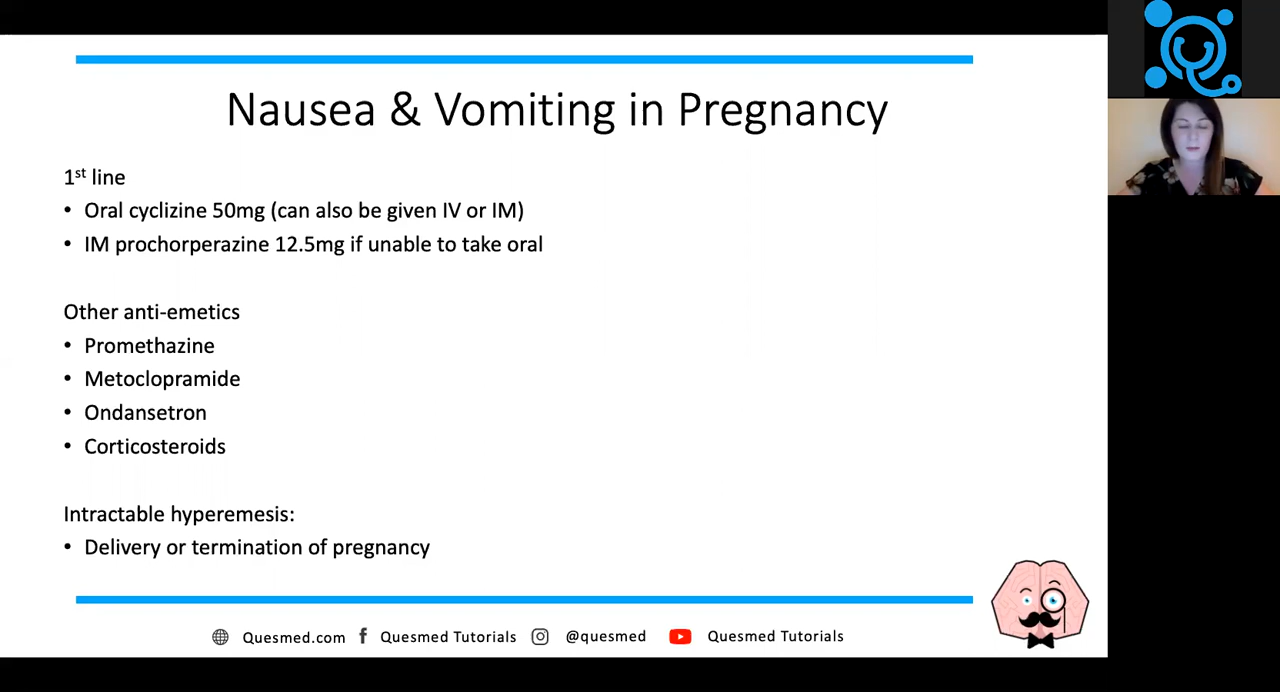 Nausea & Vomiting in Pregnancy
1st line
• Oral cyclizine 50mg (can also be given IV or IM)
• IM prochorperazine 12.5mg if unable to take oral
Other anti-emetics
• Promethazine
• Metoclopramide
• Ondansetron
• Corticosteroids
Intractable hyperemesis:
• Delivery or termination of pregnancy
Quesmed.com Quesmed Tutorials @quesmed Quesmed Tutorials